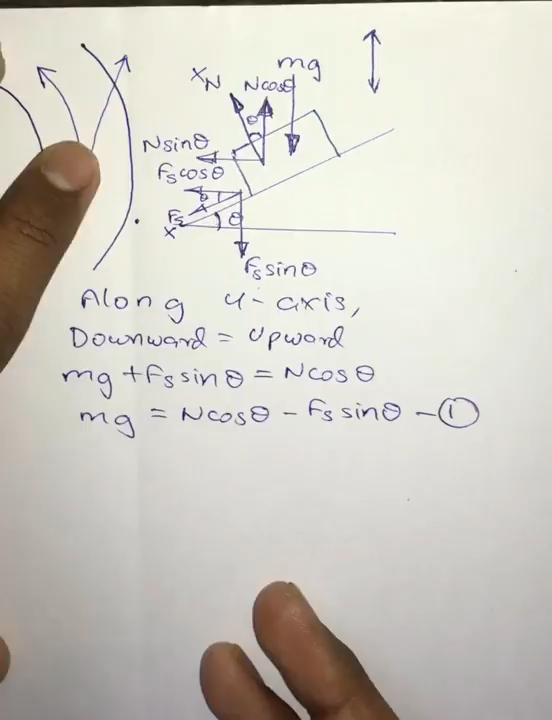 mg
N Ncosθ
θ
Nsinθ
Fscosθ
θ
Fs θ
Fssinθ
Along y-axis,
Downward = Upward
mg + Fssinθ = Ncosθ
mg = Ncosθ - Fssinθ - ①